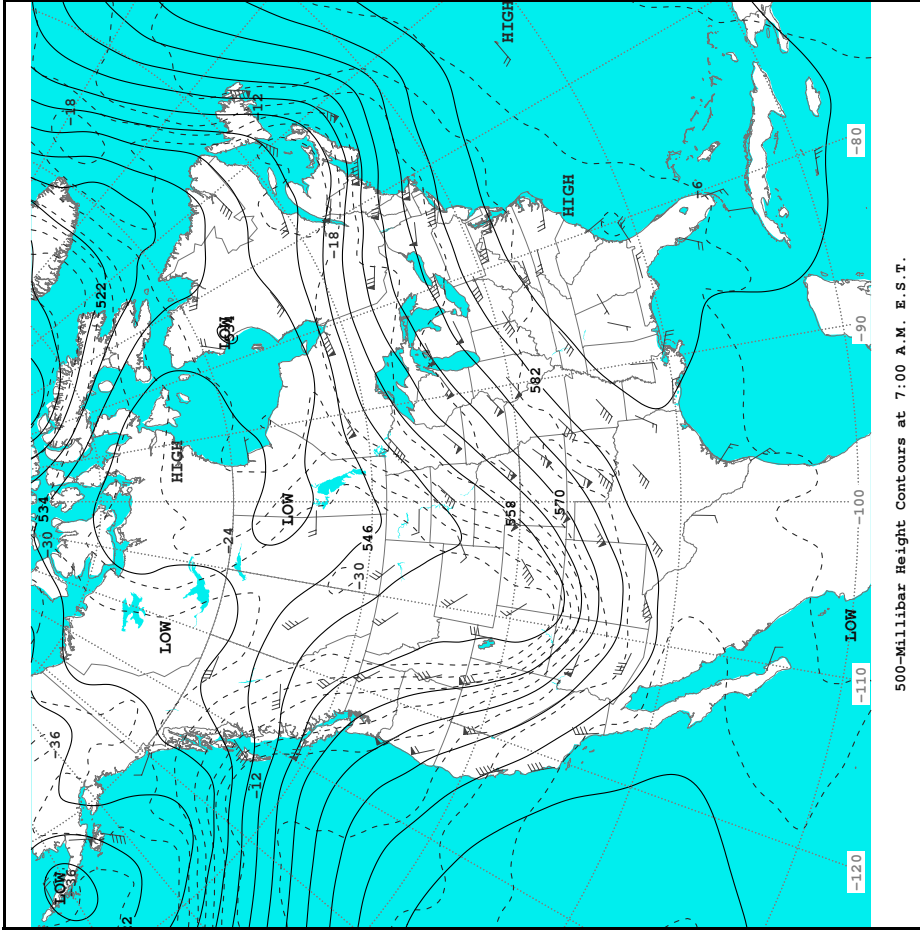 -30 534
LOW -36
-36 -18
522
2
LOW
HIGH
LOW
-24
-12 -12
LOW
-18
-30
546
558 HIGH
582
570 HIGH
-6
LOW
-120 -110 -100 -90 -80
500-Millibar Height Contours at 7:00 A.M. E.S.T.